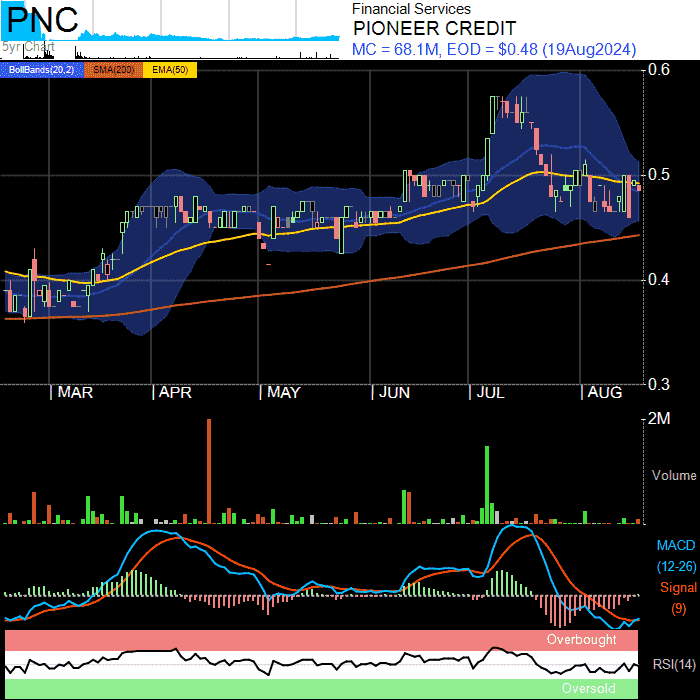 PNC
5yr Chart
Financial Services
PIONEER CREDIT
MC = 68.1M, EOD = $0.48 (19Aug2024)
BollBands(20,2) SMA(200) EMA(50)
0.6
0.5
0.4
0.3
MAR APR MAY JUN JUL AUG
2M
Volume
MACD
(12-26)
Signal
(9)
Overbought
RSI(14)
Oversold